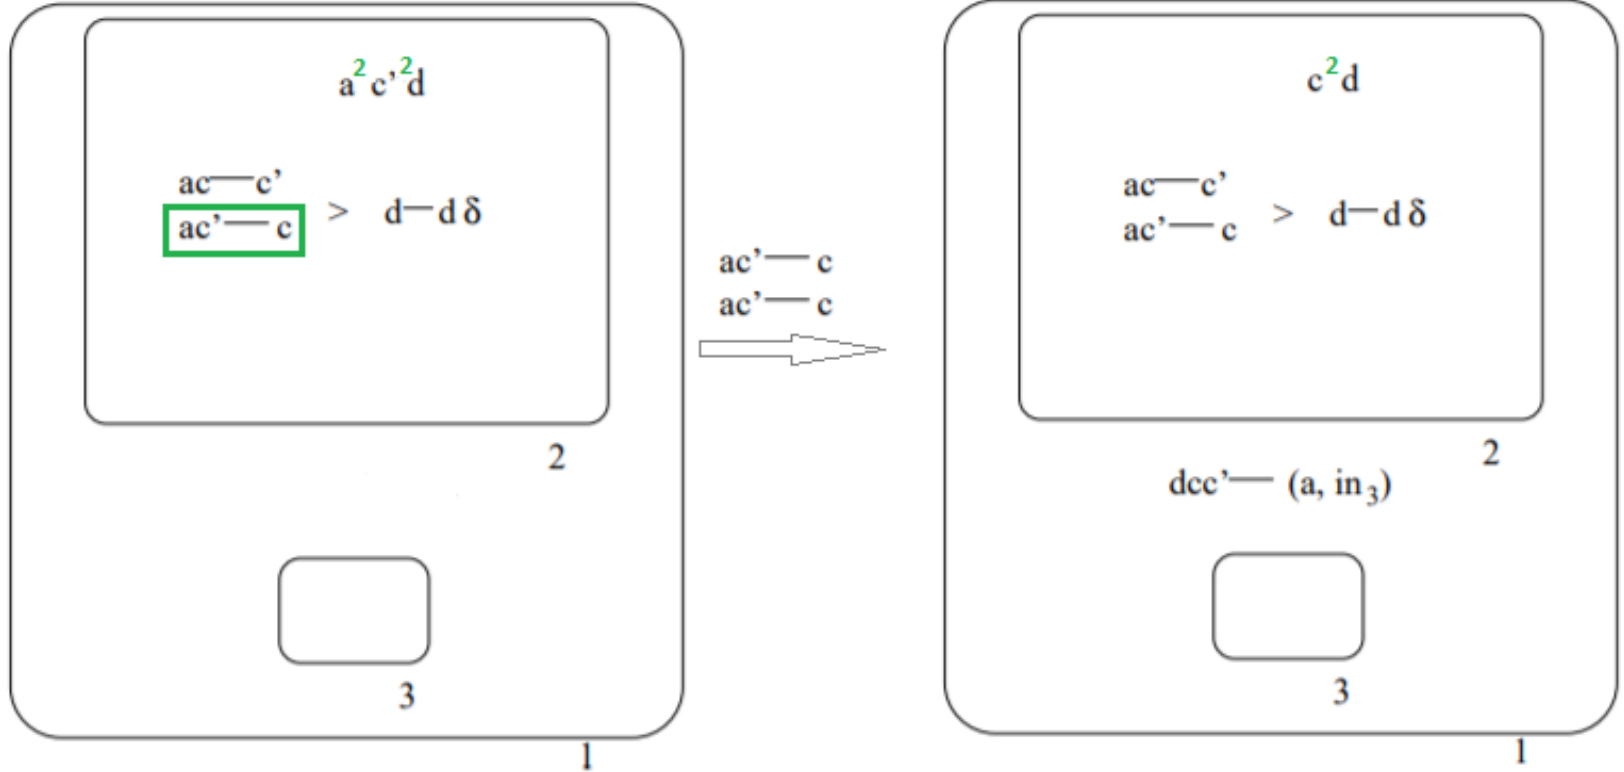 a²c’²d
ac—c’
ac’—c
> d—dδ
2
3
1
ac’—c
ac’—c
c²d
ac—c’
ac’—c
> d—dδ
2
dcc’— (a, in₃)
3
1